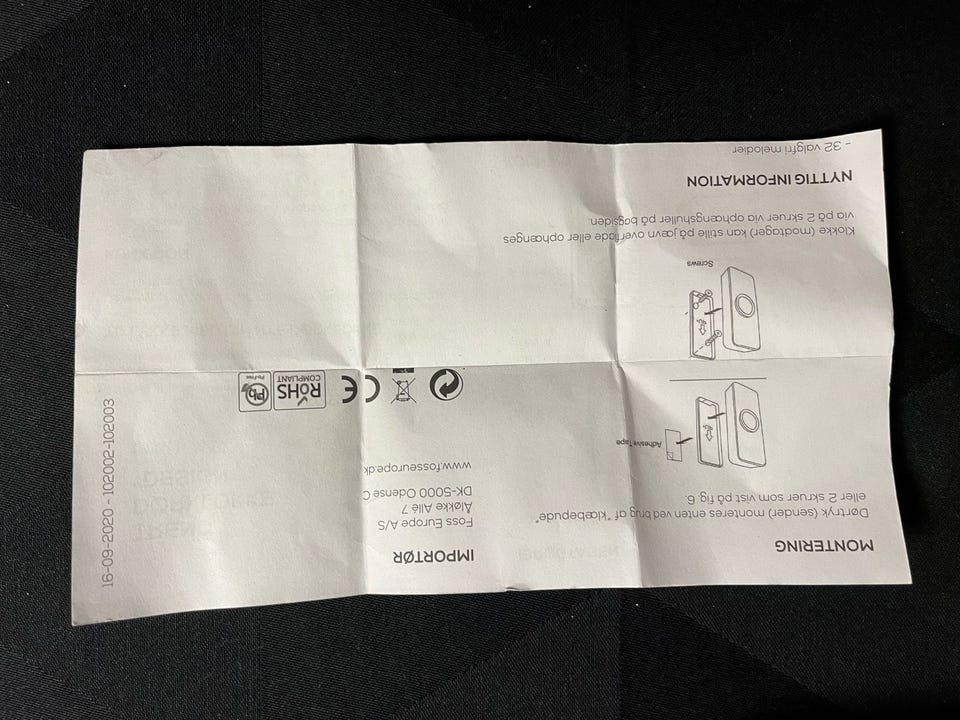 MONTERING
Dørtryk (sender) monteres enten ved brug af "klæbepude"
eller 2 skruer som vist på fig. 6.
Adhesive Tape
Screws
Klokke (modtager) kan stille på jævn overflade eller ophænges
via på 2 skruer via ophængshuller på bagsiden.
NYTTIG INFORMATION
- 32 valgfri melodier
IMPORTØR
Foss Europe A/S
Aløkke Allé 7
DK-5000 Odense C
www.fosseurope.dk
CE
RoHS
COMPLIANT
Pb
Pb-Free
16-09-2020 - 102002-102003